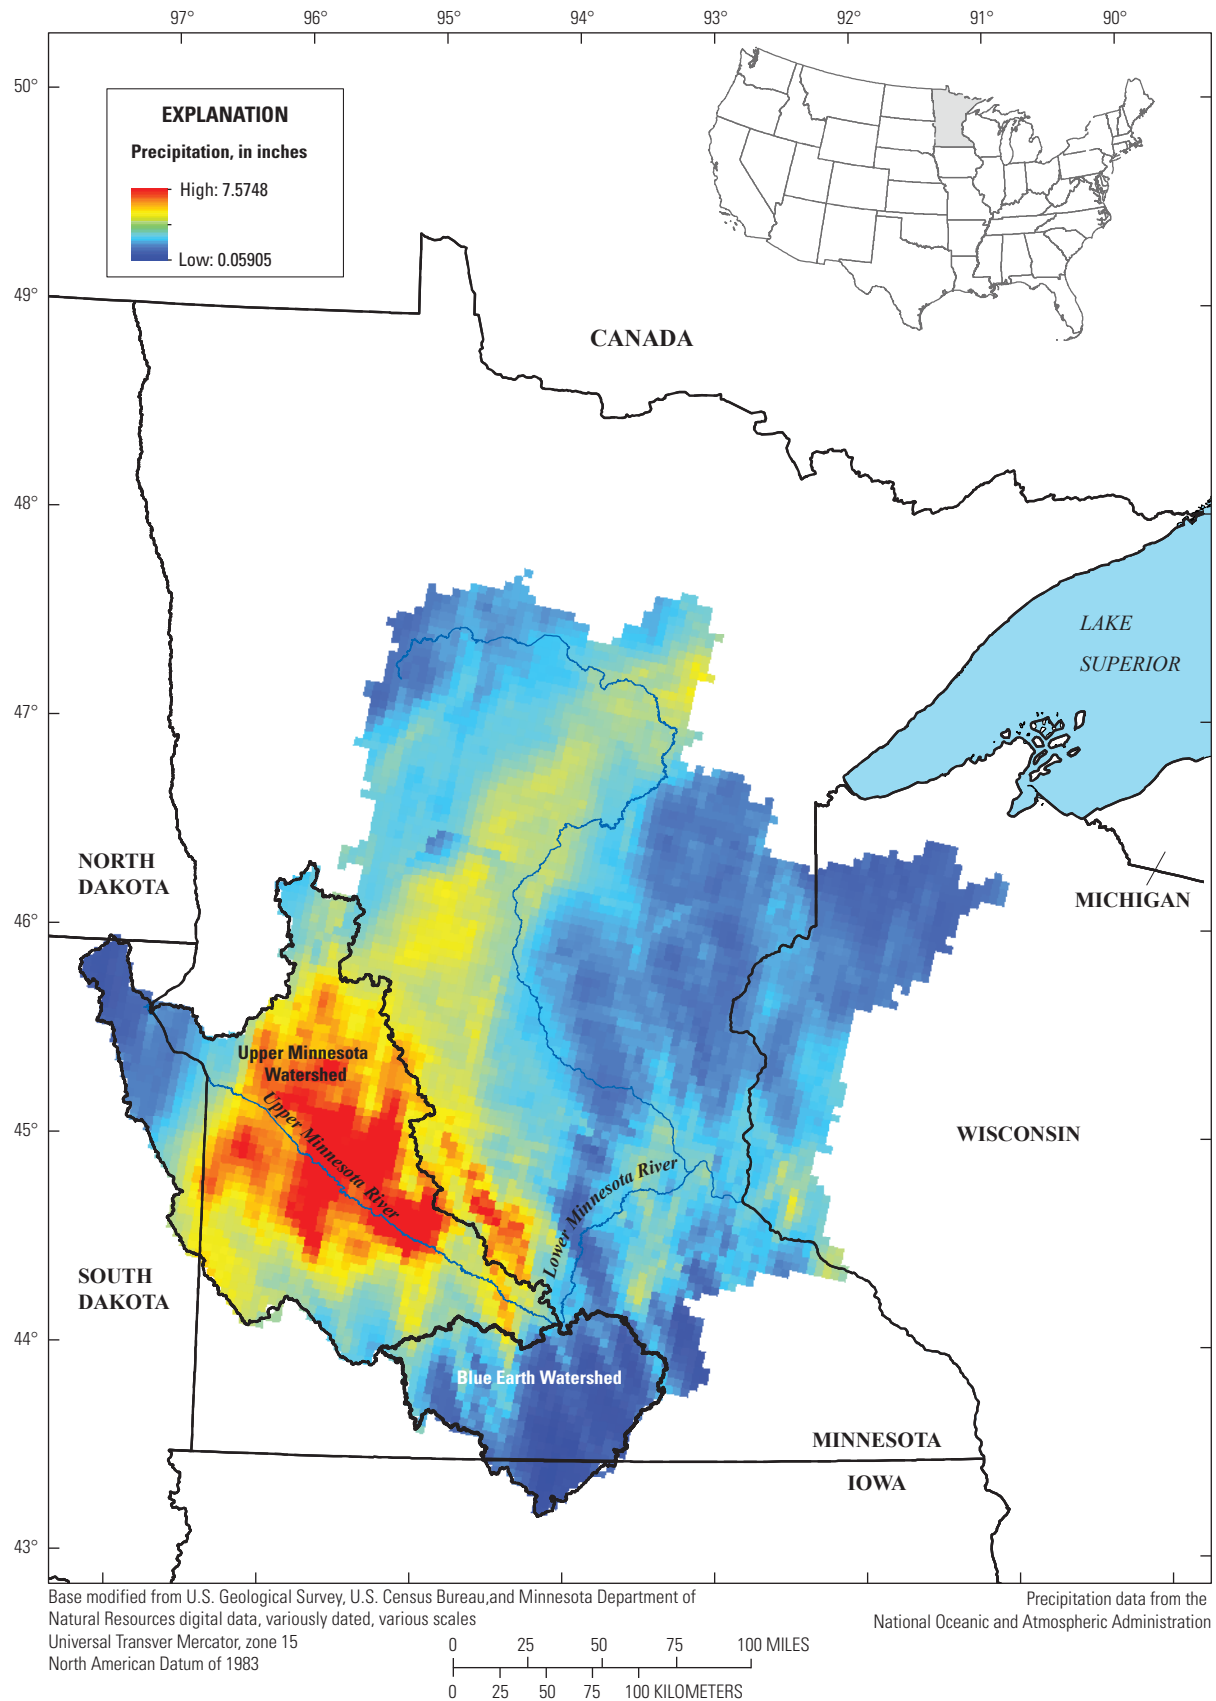 97° 96° 95° 94° 93° 92° 91° 90°
50°
EXPLANATION
Precipitation, in inches
High: 7.5748
Low: 0.05905
49°
CANADA
48°
LAKE
SUPERIOR
47°
NORTH
DAKOTA
MICHIGAN
46°
Upper Minnesota
Watershed
Upper Minnesota River
45°
WISCONSIN
Lower Minnesota River
SOUTH
DAKOTA
44°
Blue Earth Watershed
MINNESOTA
IOWA
43°
Base modified from U.S. Geological Survey, U.S. Census Bureau,and Minnesota Department of
Natural Resources digital data, variously dated, various scales
Universal Transver Mercator, zone 15
North American Datum of 1983
Precipitation data from the
National Oceanic and Atmospheric Administration
0 25 50 75 100 MILES
0 25 50 75 100 KILOMETERS